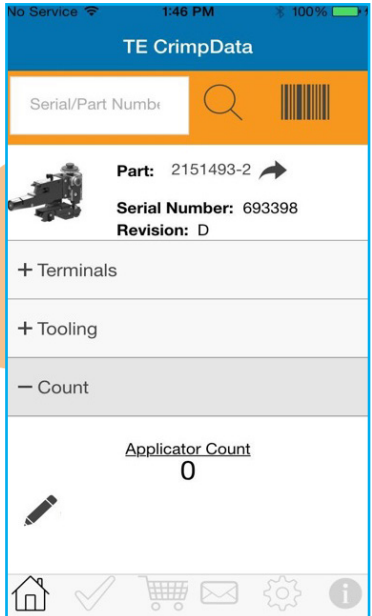 No Service 1:46 PM 100%
TE CrimpData
Serial/Part Numbe
Part: 2151493-2
Serial Number: 693398
Revision: D
+ Terminals
+ Tooling
− Count
Applicator Count
0